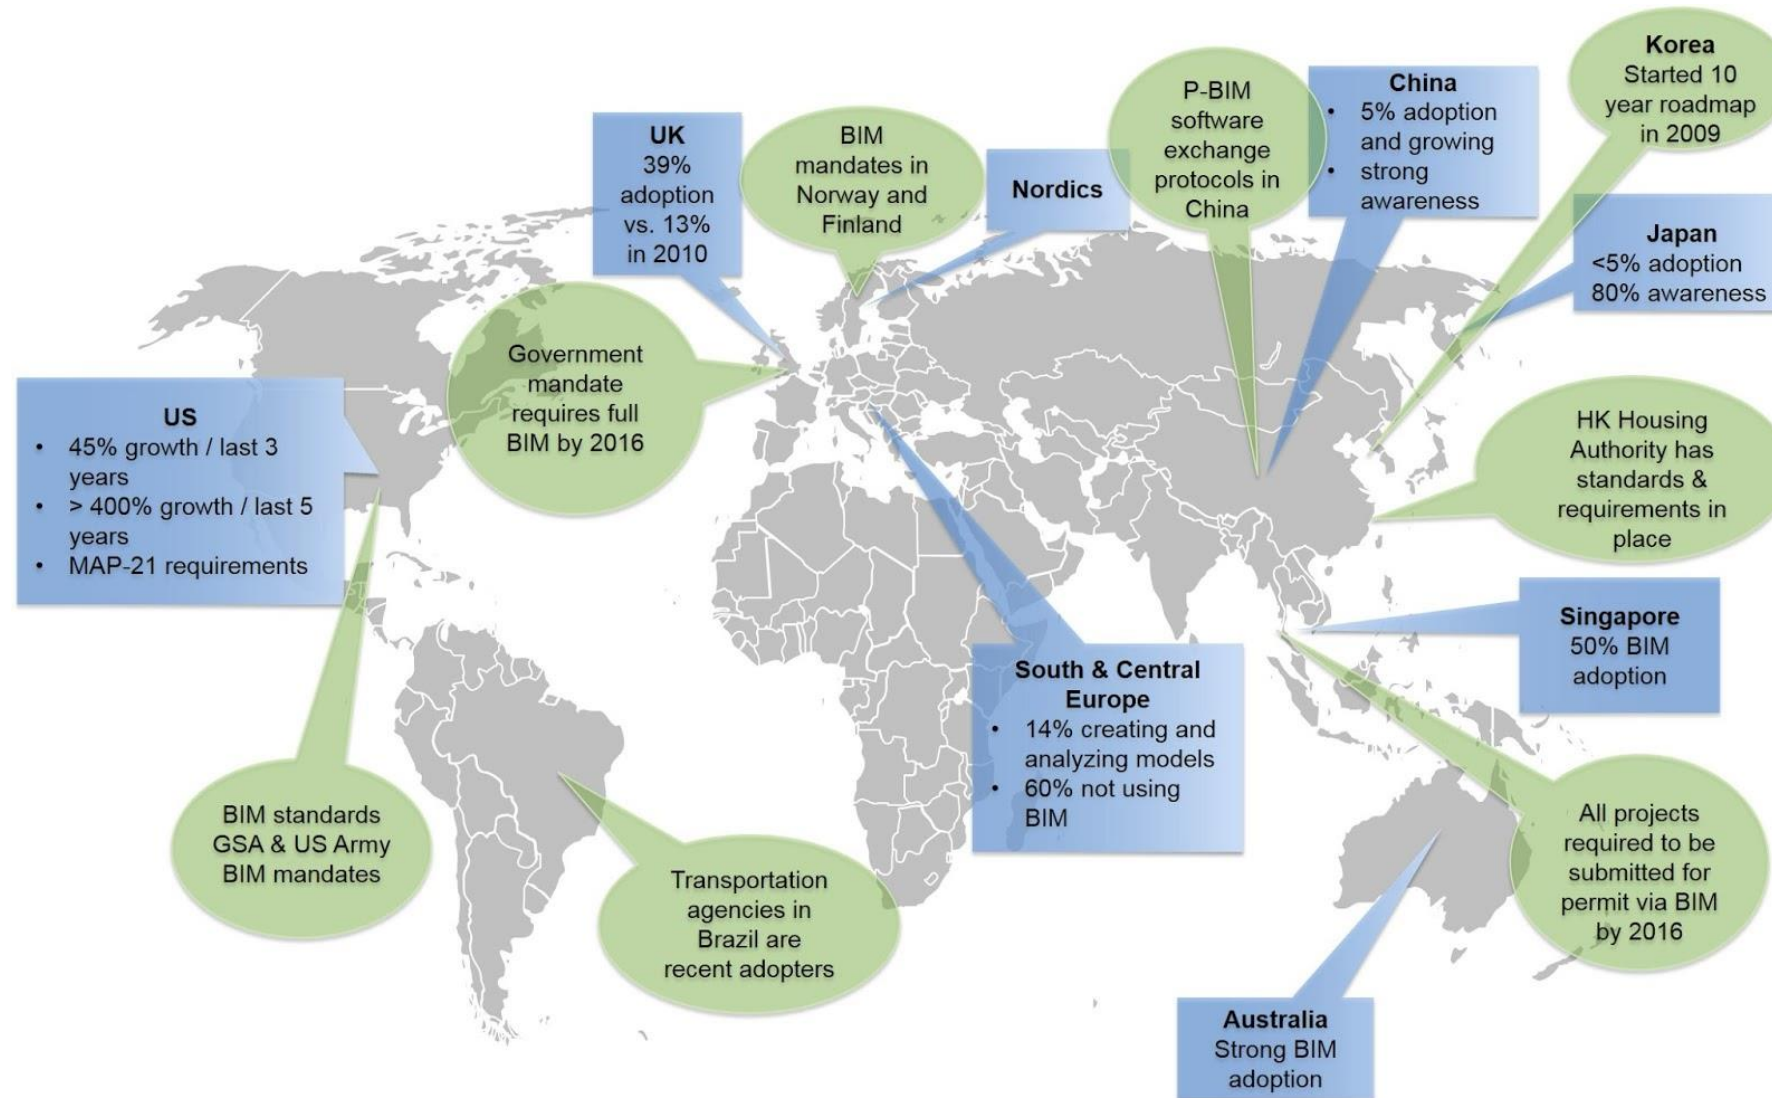 Korea
Started 10
year roadmap
in 2009
China
• 5% adoption
and growing
• strong
awareness
P-BIM
software
exchange
protocols in
China
UK
39%
adoption
vs. 13%
in 2010
BIM
mandates in
Norway and
Finland
Nordics
Japan
<5% adoption
80% awareness
Government
mandate
requires full
BIM by 2016
US
• 45% growth / last 3
years
• > 400% growth / last 5
years
• MAP-21 requirements
HK Housing
Authority has
standards &
requirements in
place
Singapore
50% BIM
adoption
South & Central
Europe
• 14% creating and
analyzing models
• 60% not using
BIM
BIM standards
GSA & US Army
BIM mandates
Transportation
agencies in
Brazil are
recent adopters
All projects
required to be
submitted for
permit via BIM
by 2016
Australia
Strong BIM
adoption